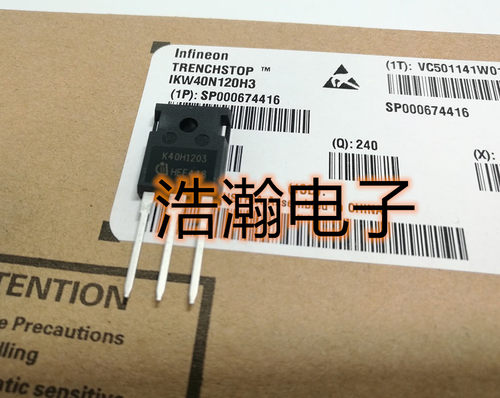 Infineon
TRENCHSTOP ™
IKW40N120H3
(1P): SP000674416
(1T): VC501141W01
SP000674416
(Q): 240
(X):
K40H1203
浩瀚电子
TENTION
e Precautions
lling
atic sensitive